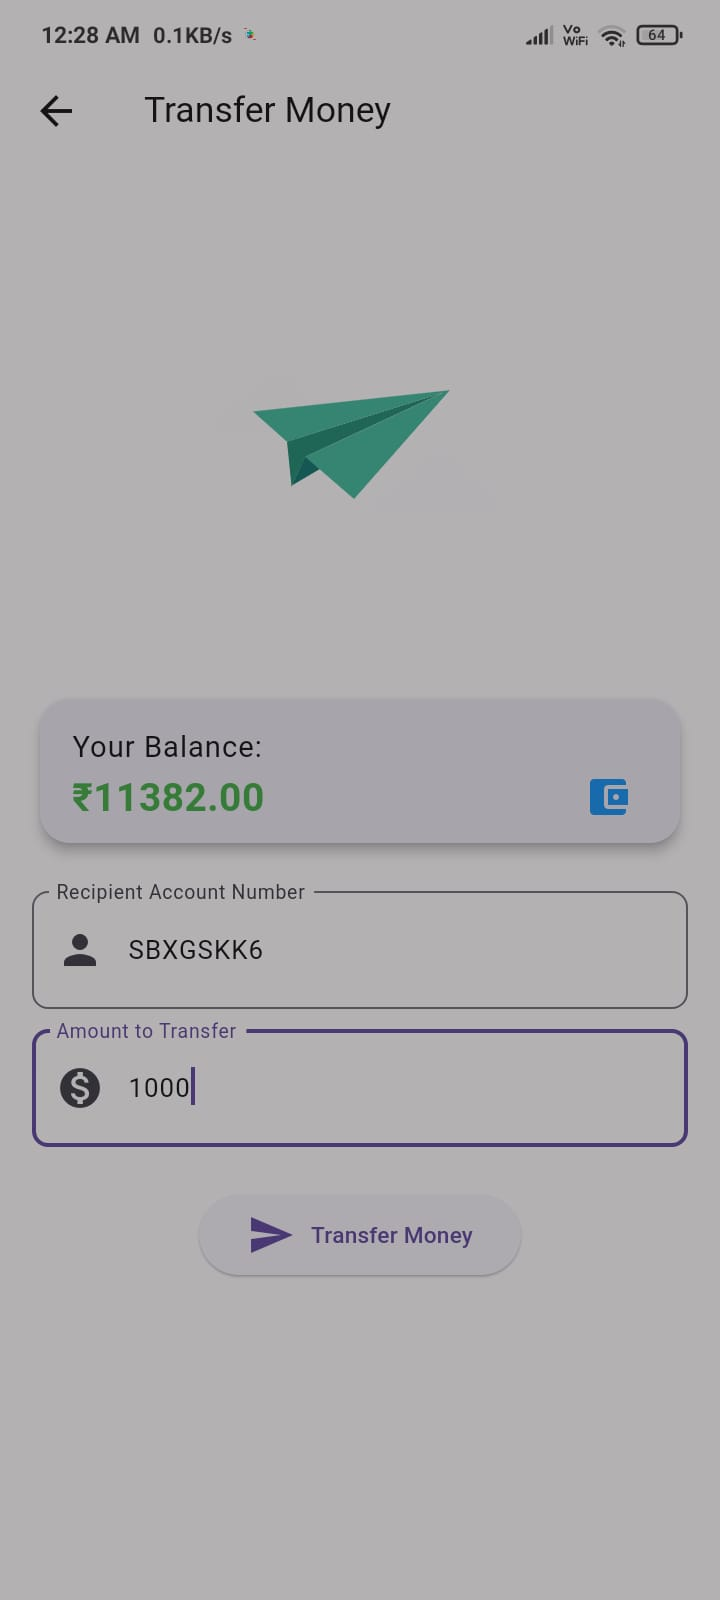 12:28 AM 0.1KB/s Vo WiFi 64
Transfer Money
Your Balance:
₹11382.00
Recipient Account Number
SBXGSKK6
Amount to Transfer
1000
Transfer Money